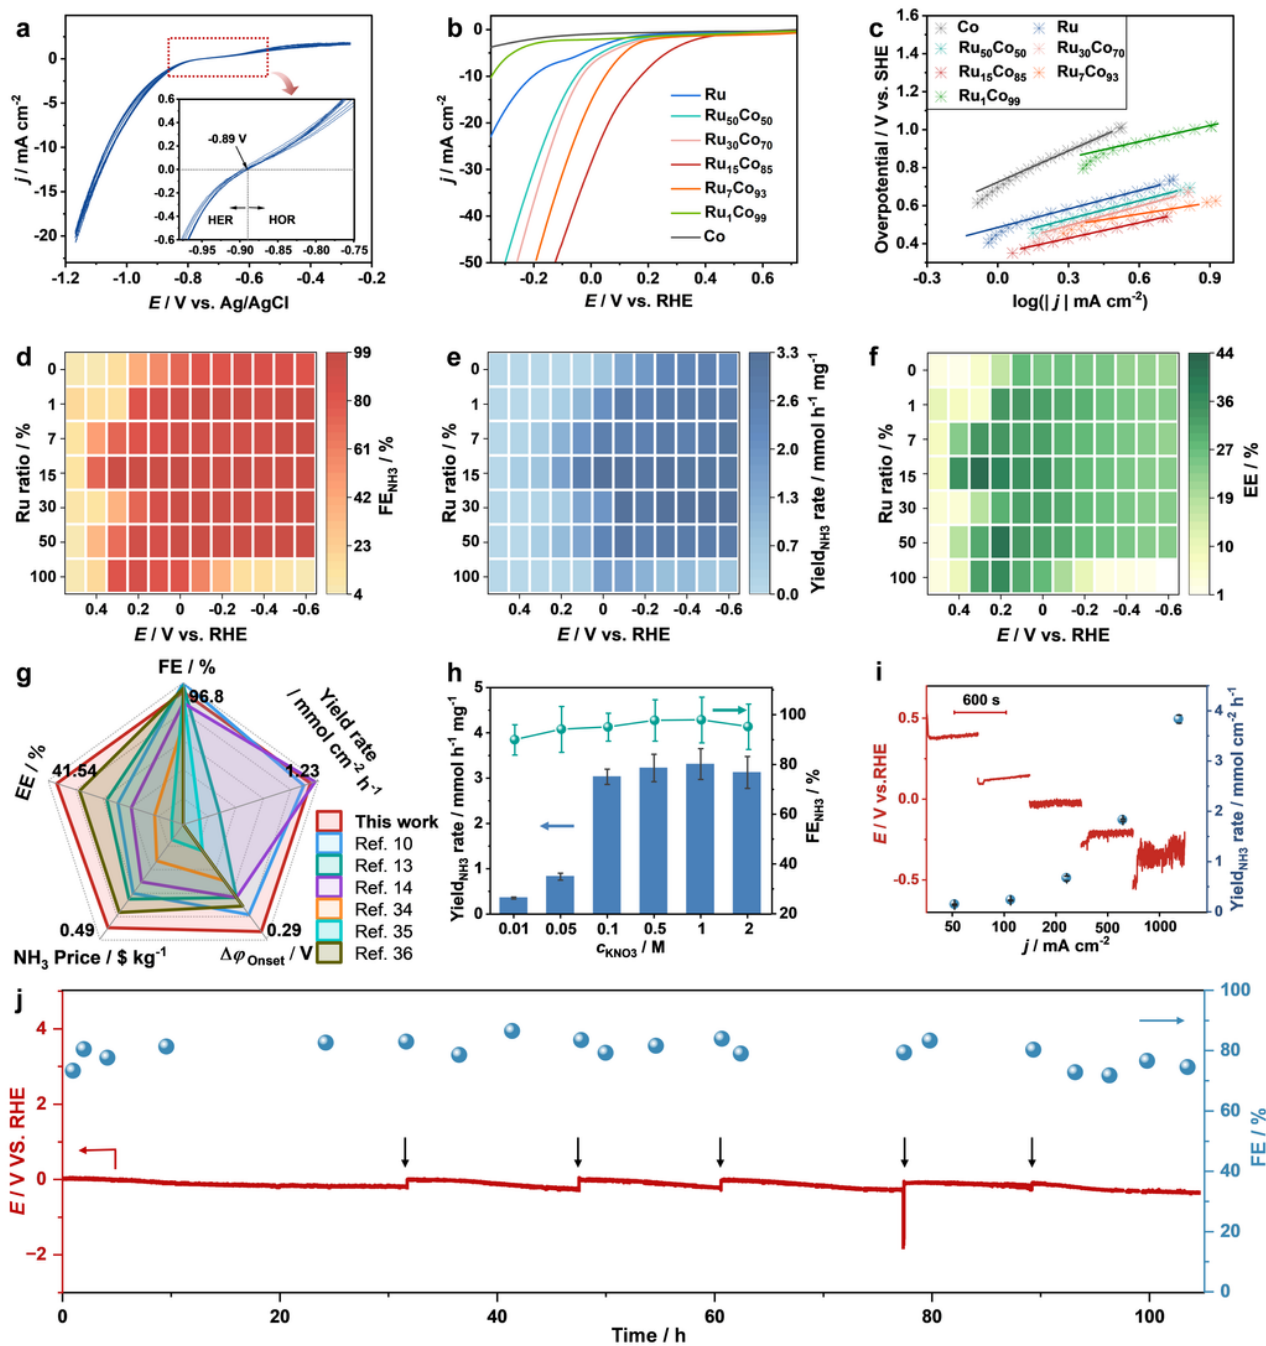 a
j / mA cm⁻²
0
-5
-10
-15
-20
0.6
0.4
0.2
0.0
-0.2
-0.4
-0.6
-0.89 V
HER
HOR
-0.95 -0.90 -0.85 -0.80 -0.75
-1.2 -1.0 -0.8 -0.6 -0.4 -0.2
E / V vs. Ag/AgCl
b
j / mA cm⁻²
0
-10
-20
-30
-40
-50
Ru
Ru₅₀Co₅₀
Ru₃₀Co₇₀
Ru₁₅Co₈₅
Ru₇Co₉₃
Ru₁Co₉₉
Co
-0.2 0.0 0.2 0.4 0.6
E / V vs. RHE
c
Overpotential / V vs. SHE
1.6
1.4
1.2
1.0
0.8
0.6
0.4
Co Ru
Ru₅₀Co₅₀ Ru₃₀Co₇₀
Ru₁₅Co₈₅ Ru₇Co₉₃
Ru₁Co₉₉
-0.3 0.0 0.3 0.6 0.9
log(| j | mA cm⁻²)
d
Ru ratio / %
0
1
7
15
30
50
100
0.4 0.2 0 -0.2 -0.4 -0.6
E / V vs. RHE
99
80
61
42
23
4
FE_NH3 / %
e
Ru ratio / %
0
1
7
15
30
50
100
0.4 0.2 0 -0.2 -0.4 -0.6
E / V vs. RHE
3.3
2.6
2.0
1.3
0.7
0.0
Yield_NH3 rate / mmol h⁻¹ mg⁻¹
f
Ru ratio / %
0
1
7
15
30
50
100
0.4 0.2 0 -0.2 -0.4 -0.6
E / V vs. RHE
44
36
27
19
10
1
EE / %
g
FE / %
96.8
Yield rate
/ mmol cm⁻² h⁻¹
1.23
EE / %
41.54
0.49
NH₃ Price / $ kg⁻¹
0.29
Δφ_Onset / V
This work
Ref. 10
Ref. 13
Ref. 14
Ref. 34
Ref. 35
Ref. 36
h
Yield_NH3 rate / mmol h⁻¹ mg⁻¹
5
4
3
2
1
0
0.01 0.05 0.1 0.5 1 2
c_KNO3 / M
100
80
60
40
20
FE_NH3 / %
i
E / V vs.RHE
0.5
0.0
-0.5
600 s
50 100 200 500 1000
j / mA cm⁻²
4
3
2
1
0
Yield_NH3 rate / mmol cm⁻² h⁻¹
j
E / V VS. RHE
4
2
0
−2
0 20 40 60 80 100
Time / h
100
80
60
40
20
0
FE / %